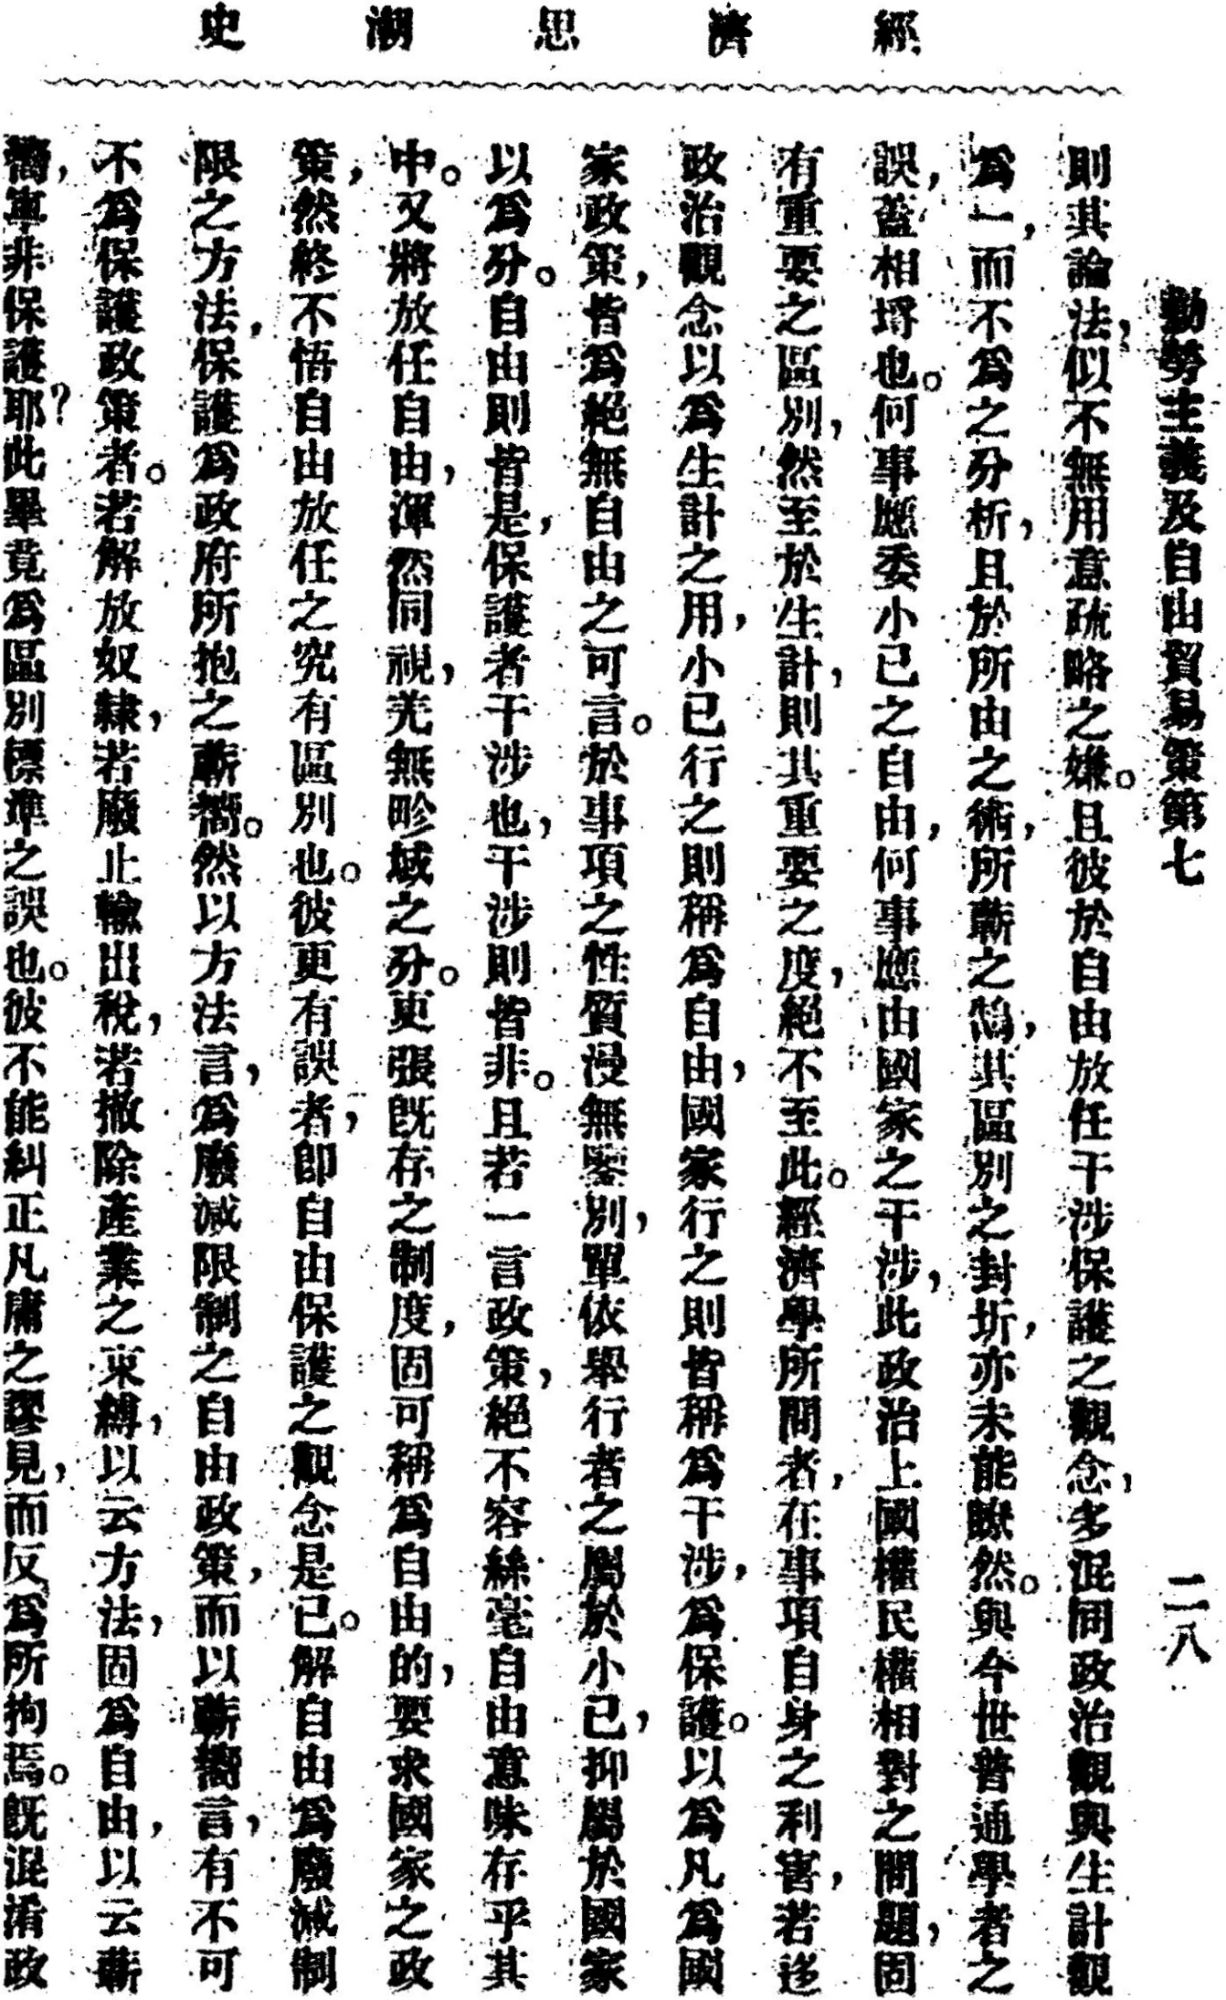 經濟思潮史
勤勞主義及自由貿易策第七
二八
則其論法，似不無用意疏略之嫌。且彼於自由放任干涉保護之觀念，多混同政治觀與生計觀
爲一，而不爲之分析，且於所由之術，所蘄之鵠，其區別之封圻，亦未能瞭然。與今世普通學者之
誤，蓋相埒也。何事應委小己之自由，何事應由國家之干涉，此政治上國權民權相對之問題，固
有重要之區別，然至於生計，則其重要之度，絕不至此。經濟學所問者，在事項自身之利害，若迻
政治觀念以爲生計之用，小己行之則稱爲自由，國家行之則皆稱爲干涉，爲保護。以爲凡爲國
家政策，皆爲絕無自由之可言。於事項之性質漫無鑒別，單依舉行者之屬於小己，抑屬於國家
以爲分。自由則皆是，保護者干涉也，干涉則皆非。且若一言政策，絕不容絲毫自由意味存乎其
中。又將放任自由，渾然同視，羌無畛域之分。更張既存之制度，固可稱爲自由的，要求國家之政
策，然終不悟自由放任之究有區別也。彼更有誤者，即自由保護之觀念是已。解自由爲廢減制
限之方法，保護爲政府所抱之蘄嚮。然以方法言，爲廢減限制之自由政策，而以蘄嚮言，有不可
不爲保護政策者。若解放奴隸，若廢止輸出稅，若撤除產業之束縛，以云方法，固爲自由，以云蘄
嚮，寧非保護耶？此畢竟爲區別標準之誤也。彼不能糾正凡庸之謬見，而反爲所拘焉。既混淆政